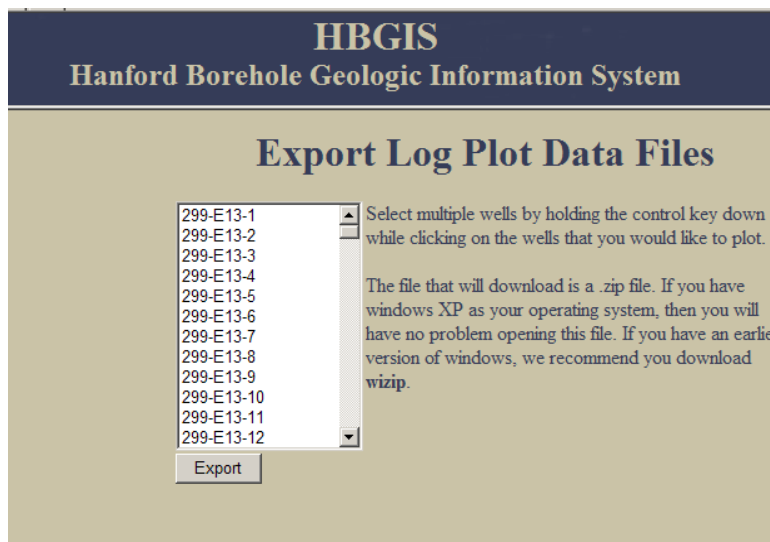 HBGIS
Hanford Borehole Geologic Information System
Export Log Plot Data Files
299-E13-1
299-E13-2
299-E13-3
299-E13-4
299-E13-5
299-E13-6
299-E13-7
299-E13-8
299-E13-9
299-E13-10
299-E13-11
299-E13-12
Export
Select multiple wells by holding the control key down
while clicking on the wells that you would like to plot.
The file that will download is a .zip file. If you have
windows XP as your operating system, then you will
have no problem opening this file. If you have an earlie
version of windows, we recommend you download
wizip.